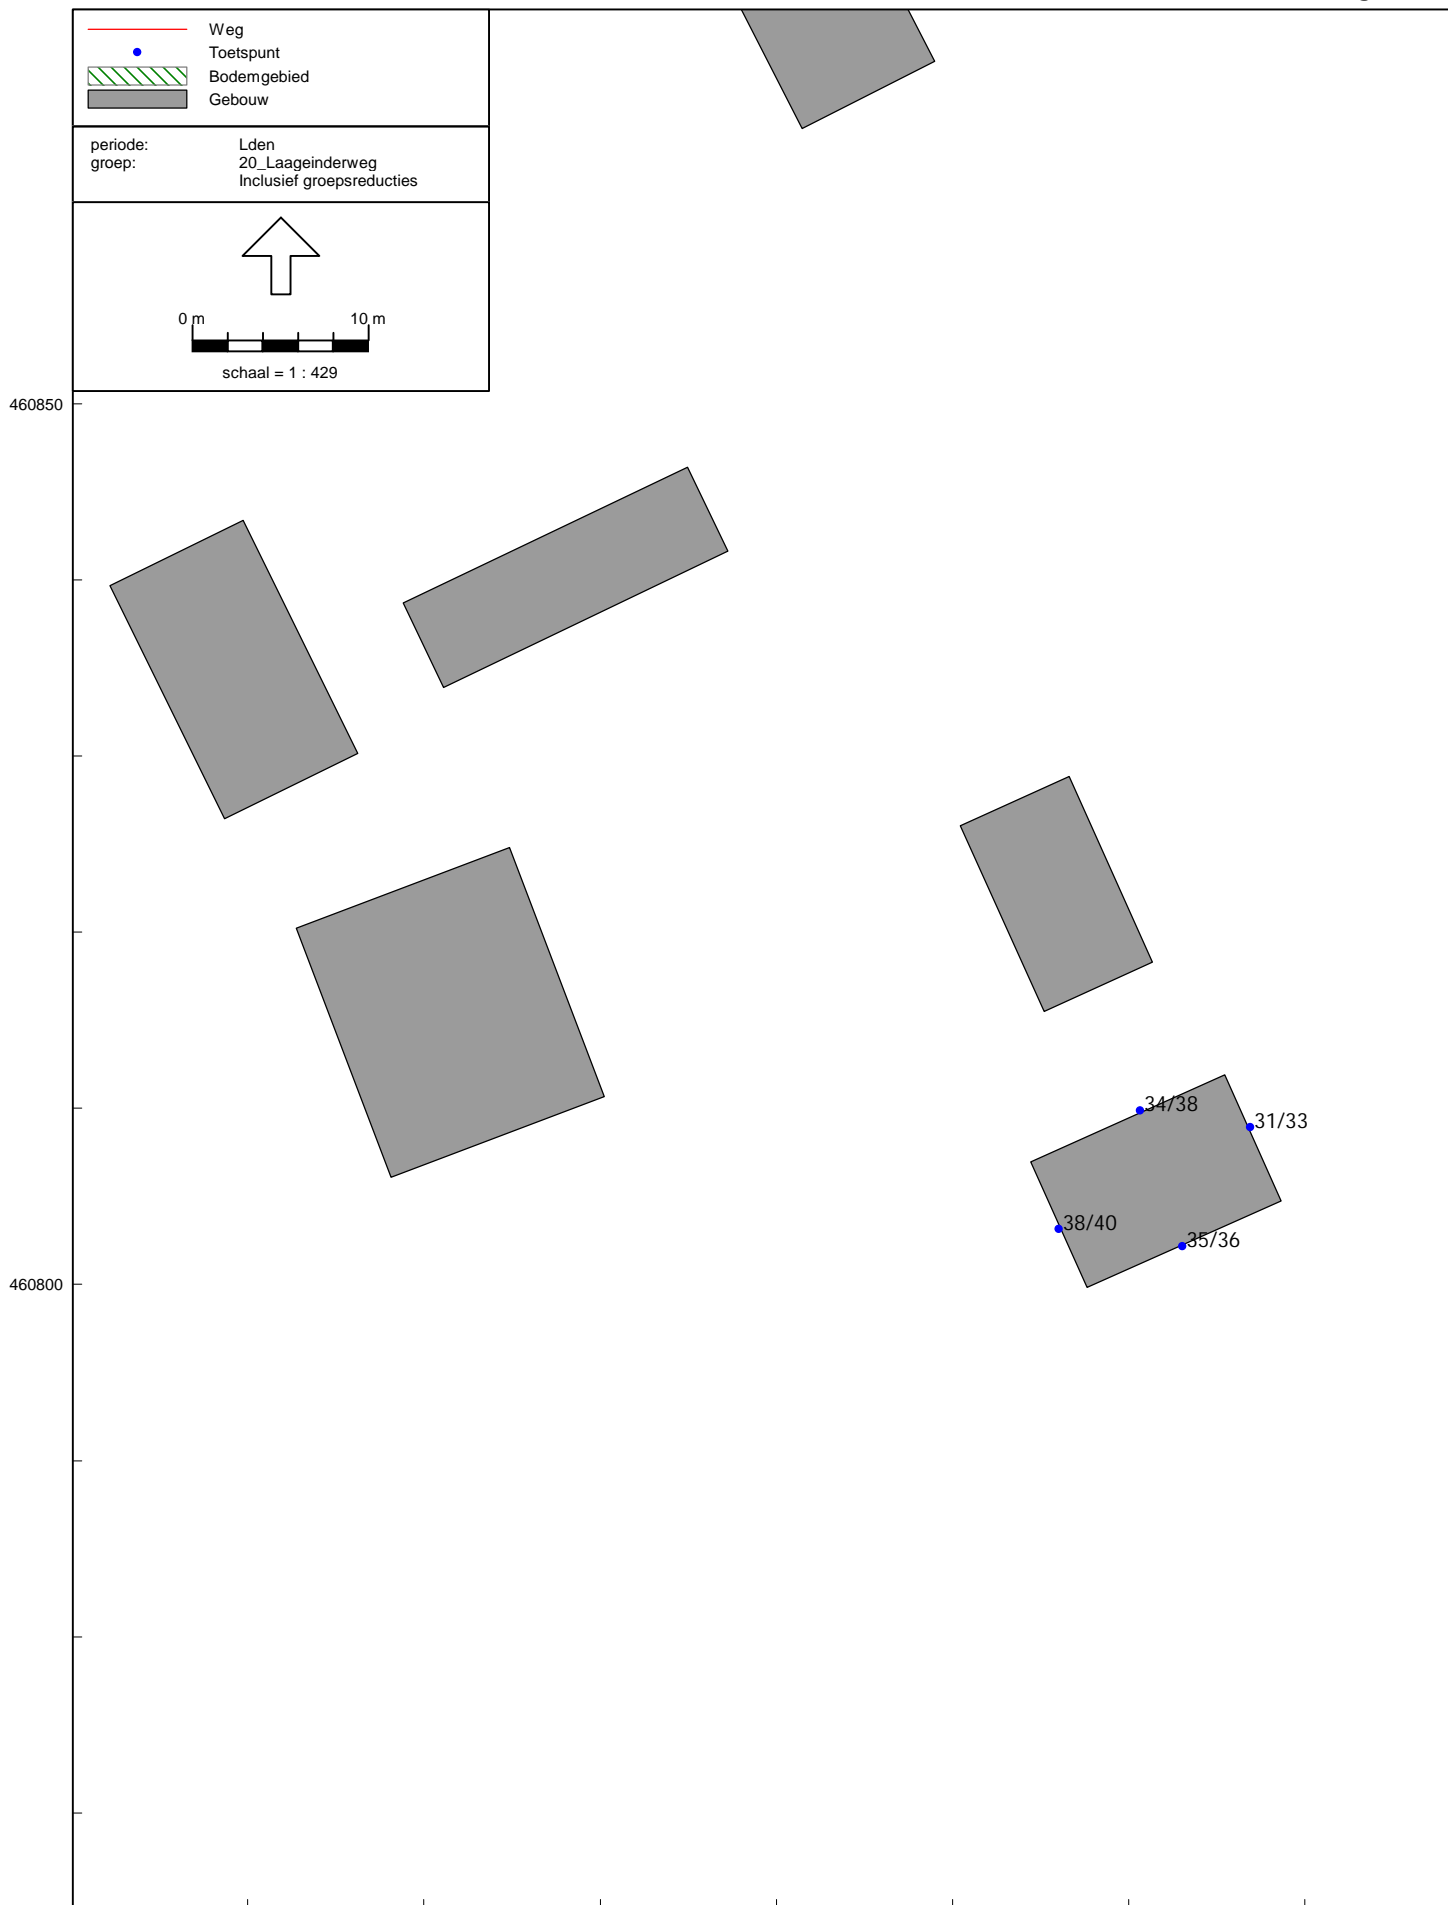 Weg
Toetspunt
Bodemgebied
Gebouw
periode: Lden
groep: 20_Laageinderweg
Inclusief groepsreducties
0 m 10 m
schaal = 1 : 429
460850
34/38
31/33
38/40
35/36
460800